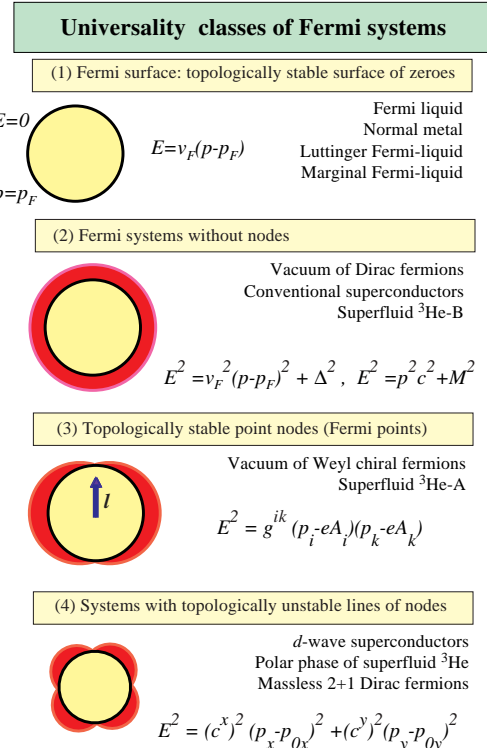 Universality classes of Fermi systems
(1) Fermi surface: topologically stable surface of zeroes
E=0
E=v_F(p-p_F)
p=p_F
Fermi liquid
Normal metal
Luttinger Fermi-liquid
Marginal Fermi-liquid
(2) Fermi systems without nodes
Vacuum of Dirac fermions
Conventional superconductors
Superfluid ³He-B
E² =v_F²(p-p_F)² + Δ² , E² =p²c²+M²
(3) Topologically stable point nodes (Fermi points)
l
Vacuum of Weyl chiral fermions
Superfluid ³He-A
E² = g^{ik} (p_i-eA_i)(p_k-eA_k)
(4) Systems with topologically unstable lines of nodes
d-wave superconductors
Polar phase of superfluid ³He
Massless 2+1 Dirac fermions
E² = (c^x)² (p_x-p_{0x})² +(c^y)²(p_y-p_{0y})²